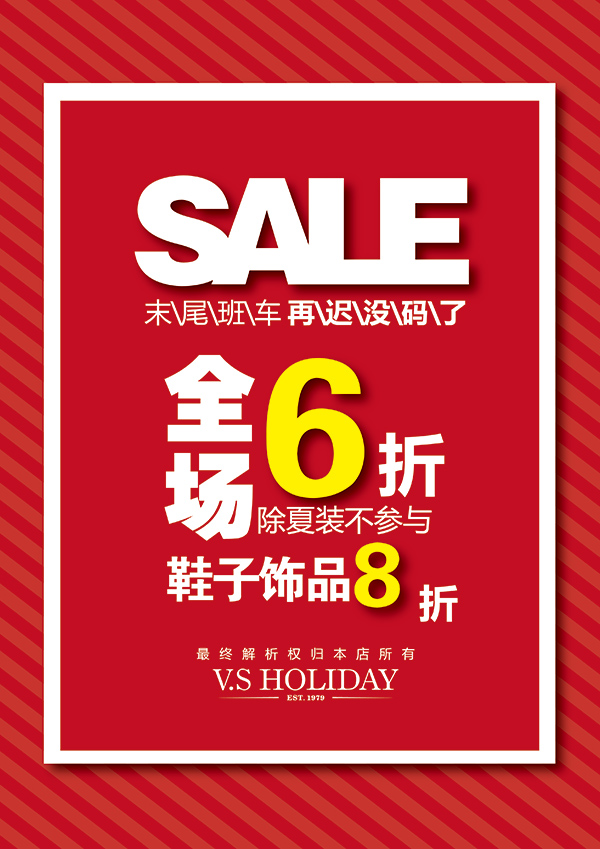 SALE
末\尾\班\车 再\迟\没\码\了
全场6折
除夏装不参与
鞋子饰品8折
最终解析权归本店所有
V.S HOLIDAY
EST. 1979